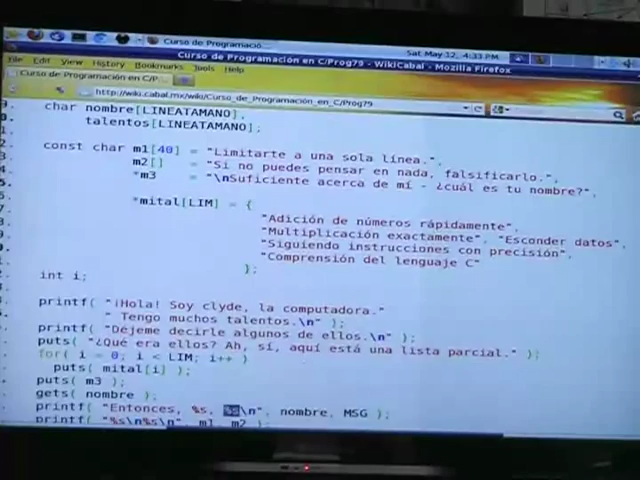 Curso de Programació...
Sat May 12, 4:33 PM
Curso de Programación en C/Prog79 - WikiCabal - Mozilla Firefox
File Edit View History Bookmarks Tools Help
Curso de Programación en C/P...
http://wiki.cabal.mx/wiki/Curso_de_Programación_en_C/Prog79
char nombre[LINEATAMANO],
talentos[LINEATAMANO];
const char m1[40] = "Limitarte a una sola línea.",
m2[] = "Si no puedes pensar en nada, falsificarlo.",
*m3 = "\nSuficiente acerca de mí - ¿cuál es tu nombre?",
*mital[LIM] = {
"Adición de números rápidamente",
"Multiplicación exactamente", "Esconder datos",
"Siguiendo instrucciones con precisión",
"Comprensión del lenguaje C"
};
int i;
printf( "¡Hola! Soy clyde, la computadora."
" Tengo muchos talentos.\n" );
printf( "Déjeme decirle algunos de ellos.\n" );
puts( "¿Qué era ellos? Ah, sí, aquí está una lista parcial." );
for( i = 0; i < LIM; i++ )
puts( mital[i] );
puts( m3 );
gets( nombre );
printf( "Entonces, %s, %s\n", nombre, MSG );
printf( "%s\n%s\n", m1, m2 );